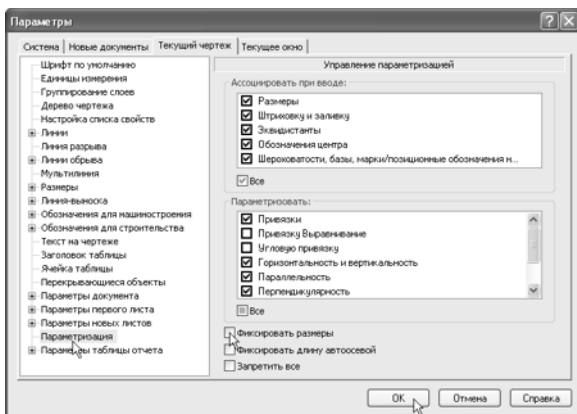 Параметры
Система Новые документы Текущий чертеж Текущее окно
Шрифт по умолчанию
Единицы измерения
Группирование слоев
Дерево чертежа
Настройка списка свойств
Линии
Линия разрыва
Линии обрыва
Мультилиния
Размеры
Линия-выноска
Обозначения для машиностроения
Обозначения для строительства
Текст на чертеже
Заголовок таблицы
Ячейка таблицы
Перекрывающиеся объекты
Параметры документа
Параметры первого листа
Параметры новых листов
Параметризация
Параметры таблицы отчета
Управление параметризацией
Ассоциировать при вводе:
Размеры
Штриховку и заливку
Эквидистанты
Обозначения центра
Шероховатости, базы, марки/позиционные обозначения н...
Все
Параметризовать:
Привязки
Привязку Выравнивание
Угловую привязку
Горизонтальность и вертикальность
Параллельность
Перпендикулярность
Все
Фиксировать размеры
Фиксировать длину автоосевой
Запретить все
OK Отмена Справка